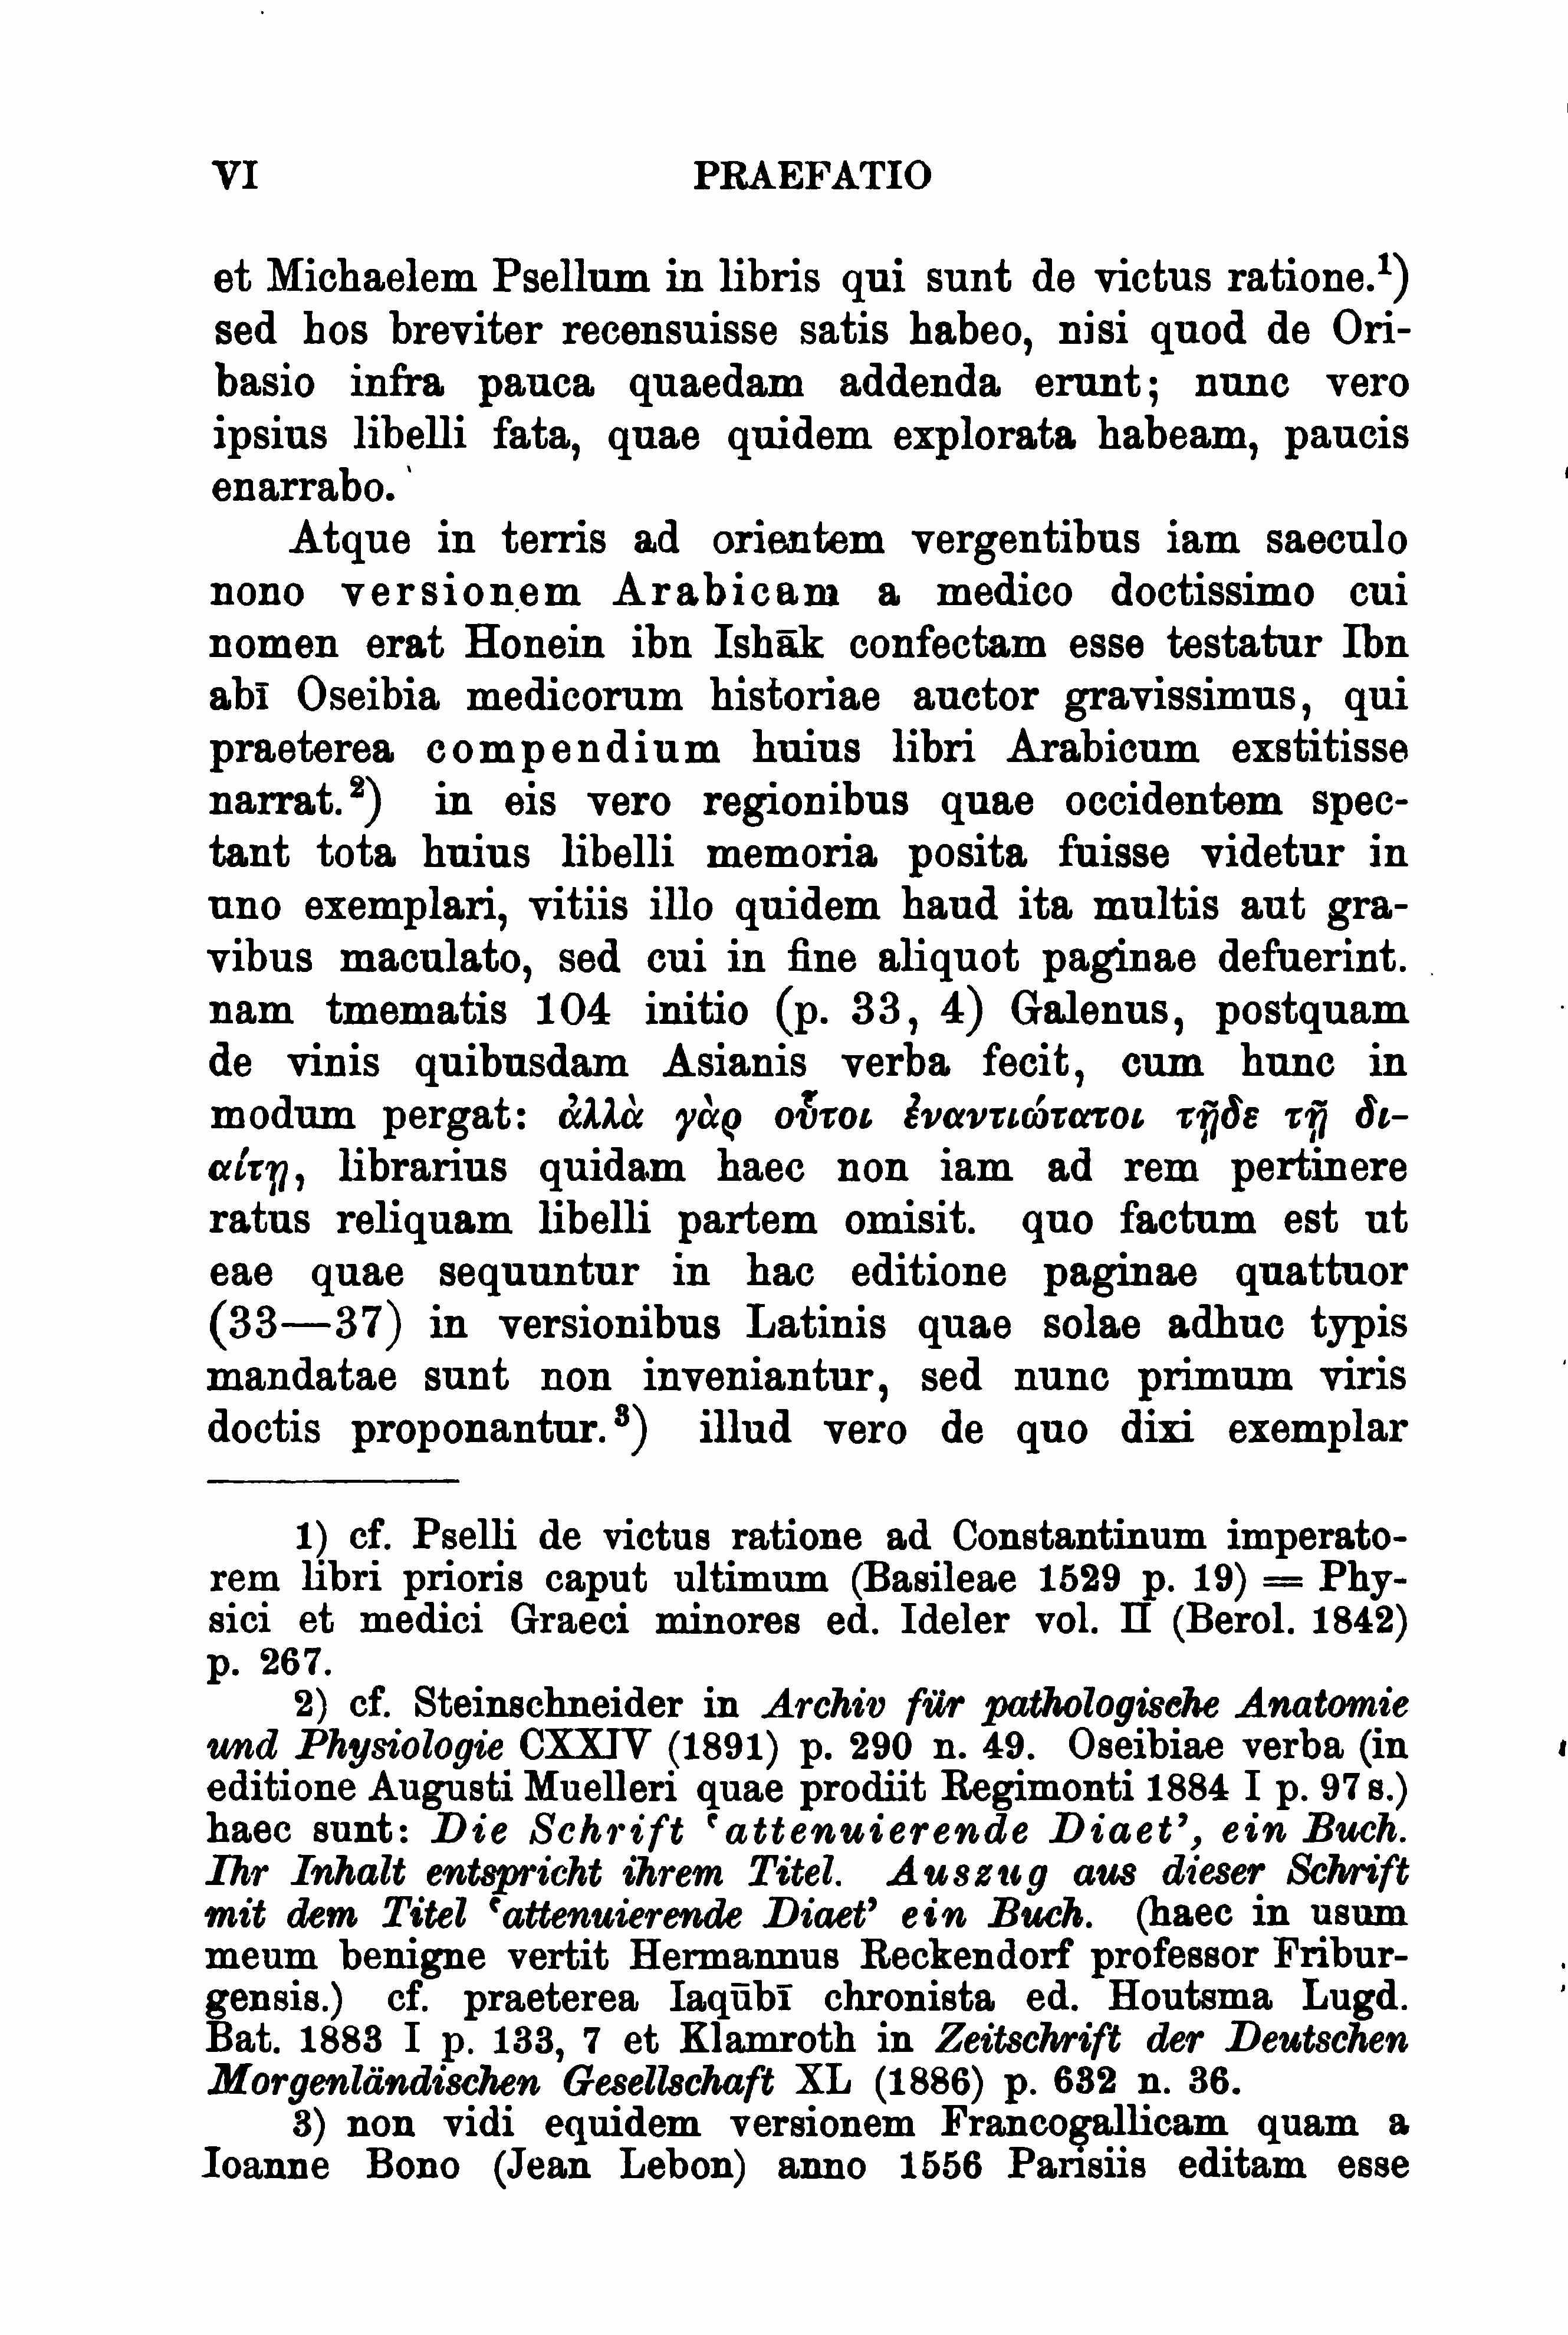 VI PRAEFATIO
et Michaelem Psellum in libris qui sunt de victus ratione.¹)
sed hos breviter recensuisse satis habeo, nisi quod de Ori-
basio infra pauca quaedam addenda erunt; nunc vero
ipsius libelli fata, quae quidem explorata habeam, paucis
enarrabo.
Atque in terris ad orientem vergentibus iam saeculo
nono versionem Arabicam a medico doctissimo cui
nomen erat Honein ibn Ishāk confectam esse testatur Ibn
abī Oseibia medicorum historiae auctor gravissimus, qui
praeterea compendium huius libri Arabicum exstitisse
narrat.²) in eis vero regionibus quae occidentem spec-
tant tota huius libelli memoria posita fuisse videtur in
uno exemplari, vitiis illo quidem haud ita multis aut gra-
vibus maculato, sed cui in fine aliquot paginae defuerint.
nam tmematis 104 initio (p. 33, 4) Galenus, postquam
de vinis quibusdam Asianis verba fecit, cum hunc in
modum pergat: ἀλλὰ γὰρ οὗτοι ἐναντιώτατοι τῇδε τῇ δι-
αίτῃ, librarius quidam haec non iam ad rem pertinere
ratus reliquam libelli partem omisit. quo factum est ut
eae quae sequuntur in hac editione paginae quattuor
(33—37) in versionibus Latinis quae solae adhuc typis
mandatae sunt non inveniantur, sed nunc primum viris
doctis proponantur.³) illud vero de quo dixi exemplar
1) cf. Pselli de victus ratione ad Constantinum imperato-
rem libri prioris caput ultimum (Basileae 1529 p. 19) = Phy-
sici et medici Graeci minores ed. Ideler vol. II (Berol. 1842)
p. 267.
2) cf. Steinschneider in Archiv für pathologische Anatomie
und Physiologie CXXIV (1891) p. 290 n. 49. Oseibiae verba (in
editione Augusti Muelleri quae prodiit Regimonti 1884 I p. 97 s.)
haec sunt: Die Schrift ‘attenuierende Diaet’, ein Buch.
Ihr Inhalt entspricht ihrem Titel. Auszug aus dieser Schrift
mit dem Titel ‘attenuierende Diaet’ ein Buch. (haec in usum
meum benigne vertit Hermannus Reckendorf professor Fribur-
gensis.) cf. praeterea Iaqūbī chronista ed. Houtsma Lugd.
Bat. 1883 I p. 133, 7 et Klamroth in Zeitschrift der Deutschen
Morgenländischen Gesellschaft XL (1886) p. 632 n. 36.
3) non vidi equidem versionem Francogallicam quam a
Ioanne Bono (Jean Lebon) anno 1556 Parisiis editam esse